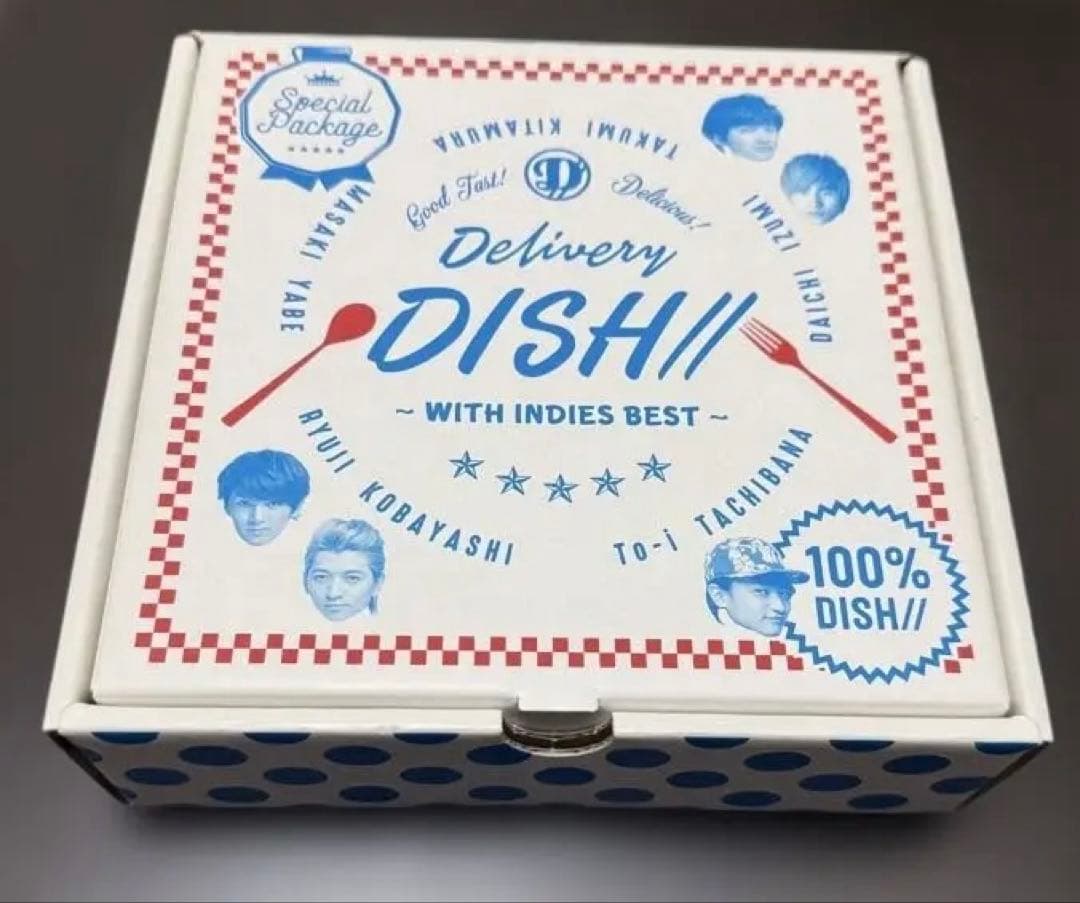 Special
Package
TAKUMI KITAMURA
Good Tast!
D
Delicious!
MASAKI YABE
DAICHI IZUMI
Delivery
DISH//
~ WITH INDIES BEST ~
RYUJI KOBAYASHI
To-i TACHIBANA
100%
DISH//